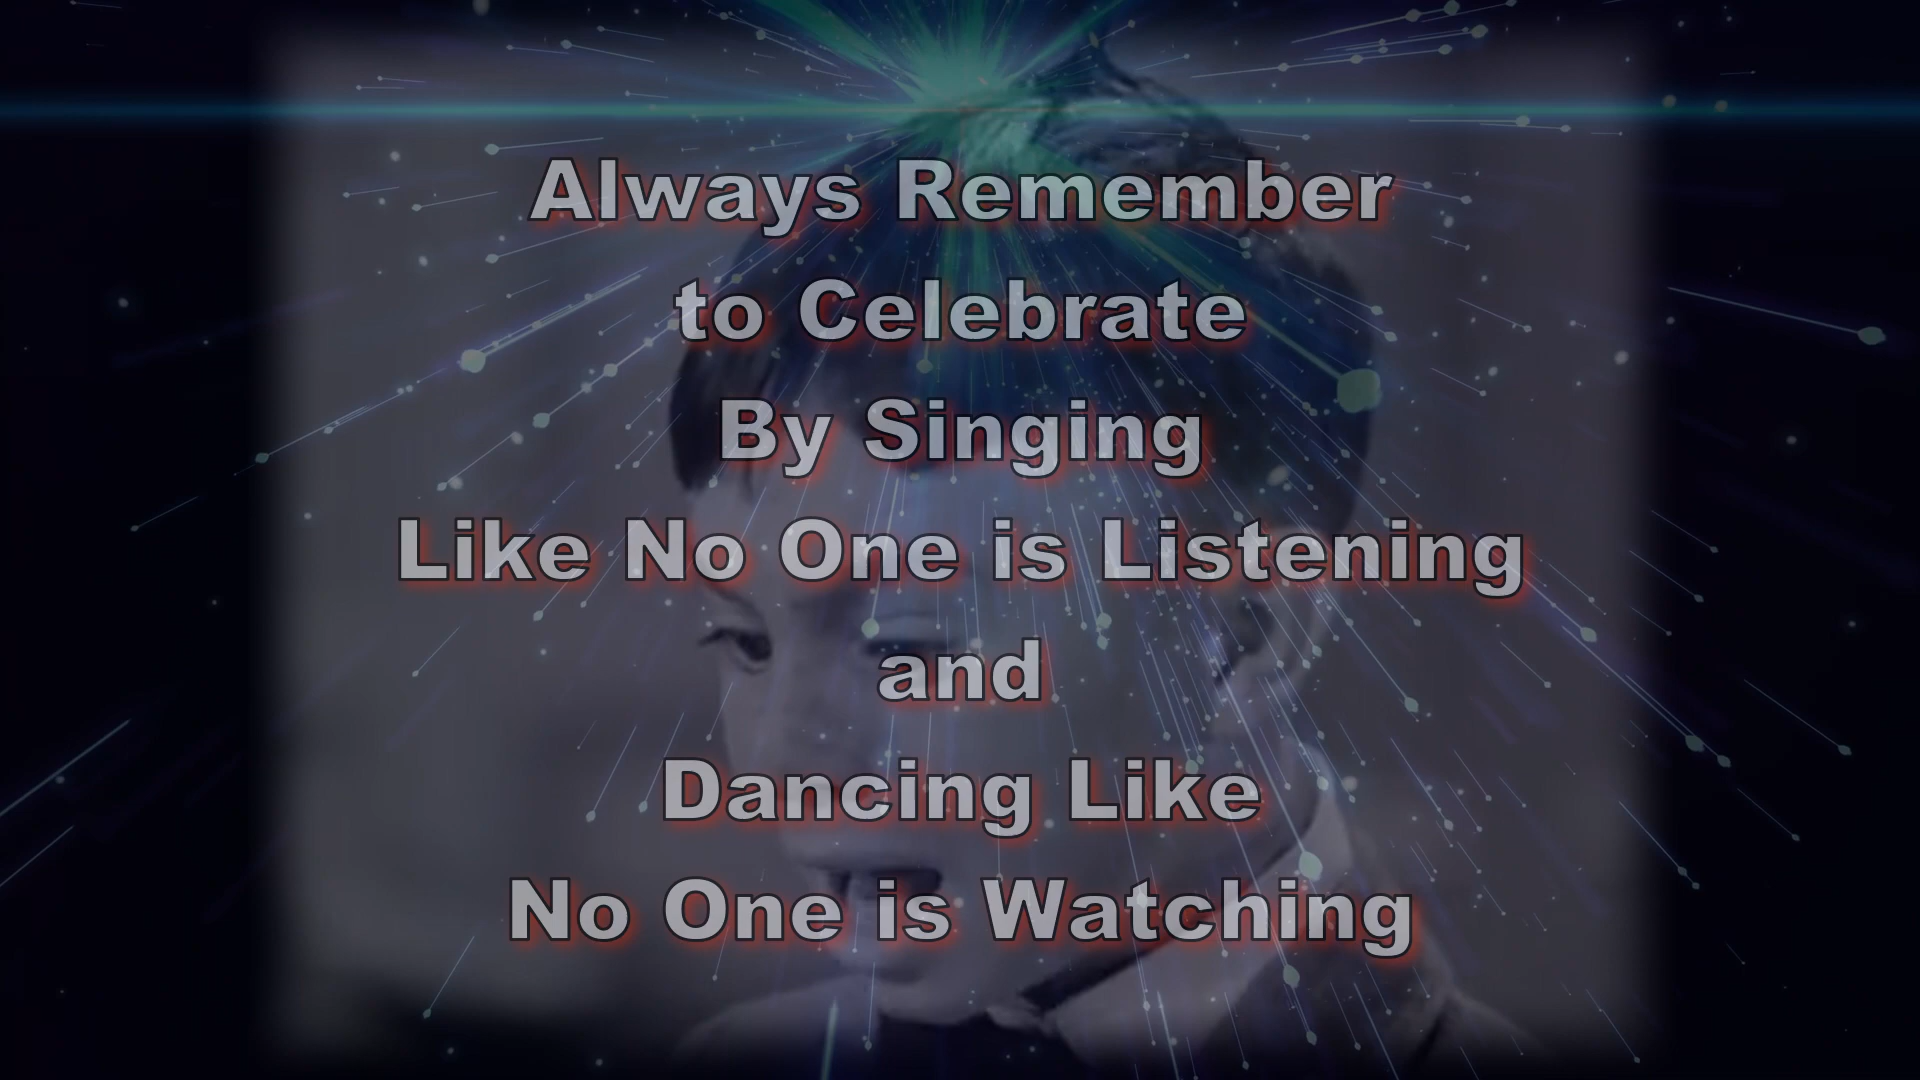 Always Remember
to Celebrate
By Singing
Like No One is Listening
and
Dancing Like
No One is Watching